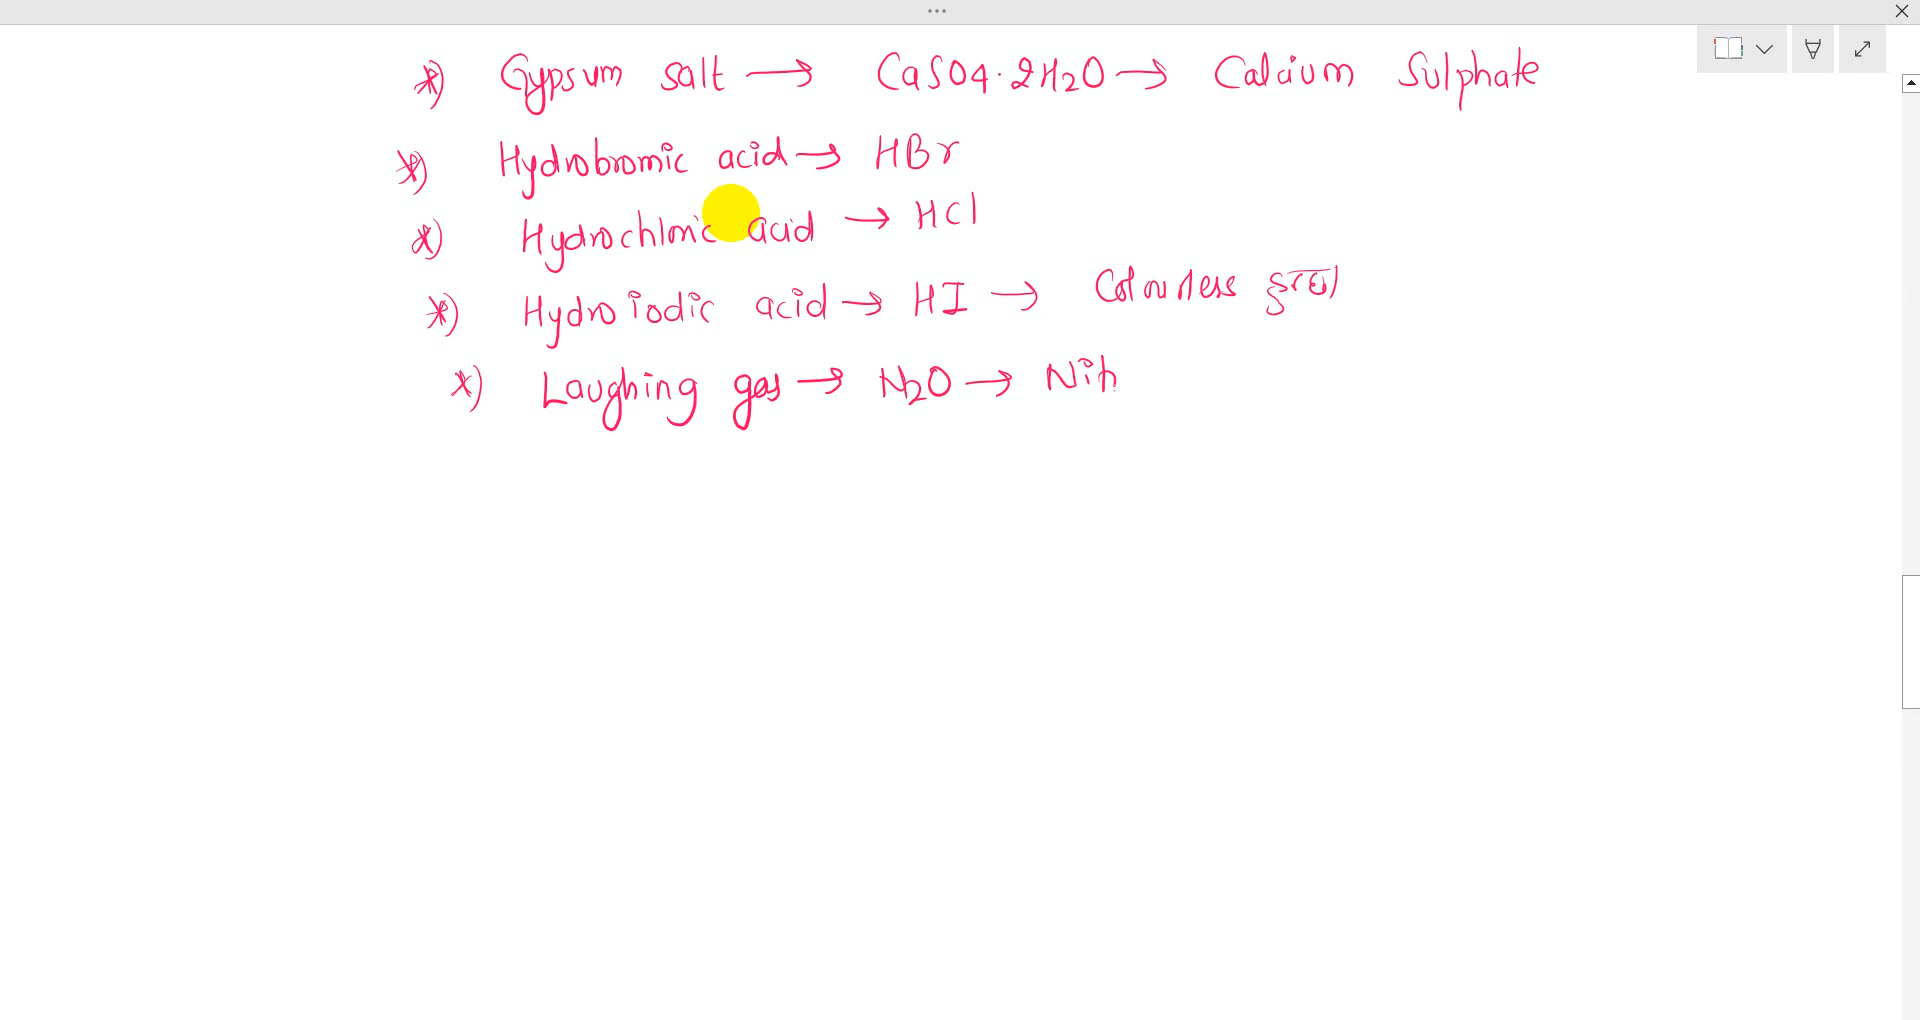 *) Gypsum salt → CaSO4·2H2O → Calcium Sulphate
*) Hydrobromic acid → HBr
*) Hydrochloric acid → HCl
*) Hydroiodic acid → HI → Colourless
*) Laughing gas → N2O → Nit